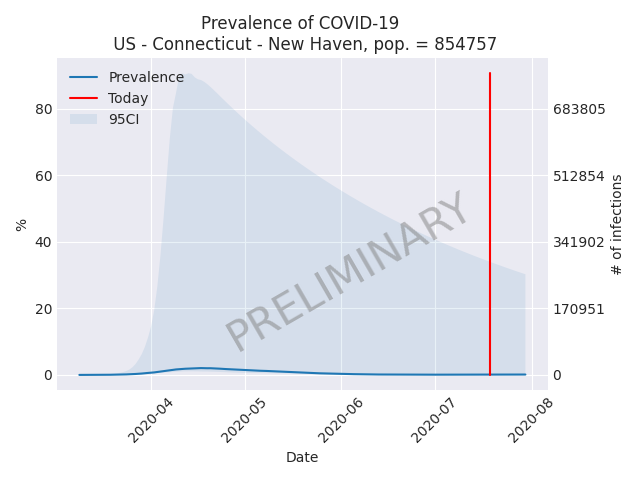 Prevalence of COVID-19
US - Connecticut - New Haven, pop. = 854757
Prevalence
Today
95CI
80
60
40
20
0
%
683805
512854
341902
170951
0
# of infections
PRELIMINARY
2020-04
2020-05
2020-06
2020-07
2020-08
Date